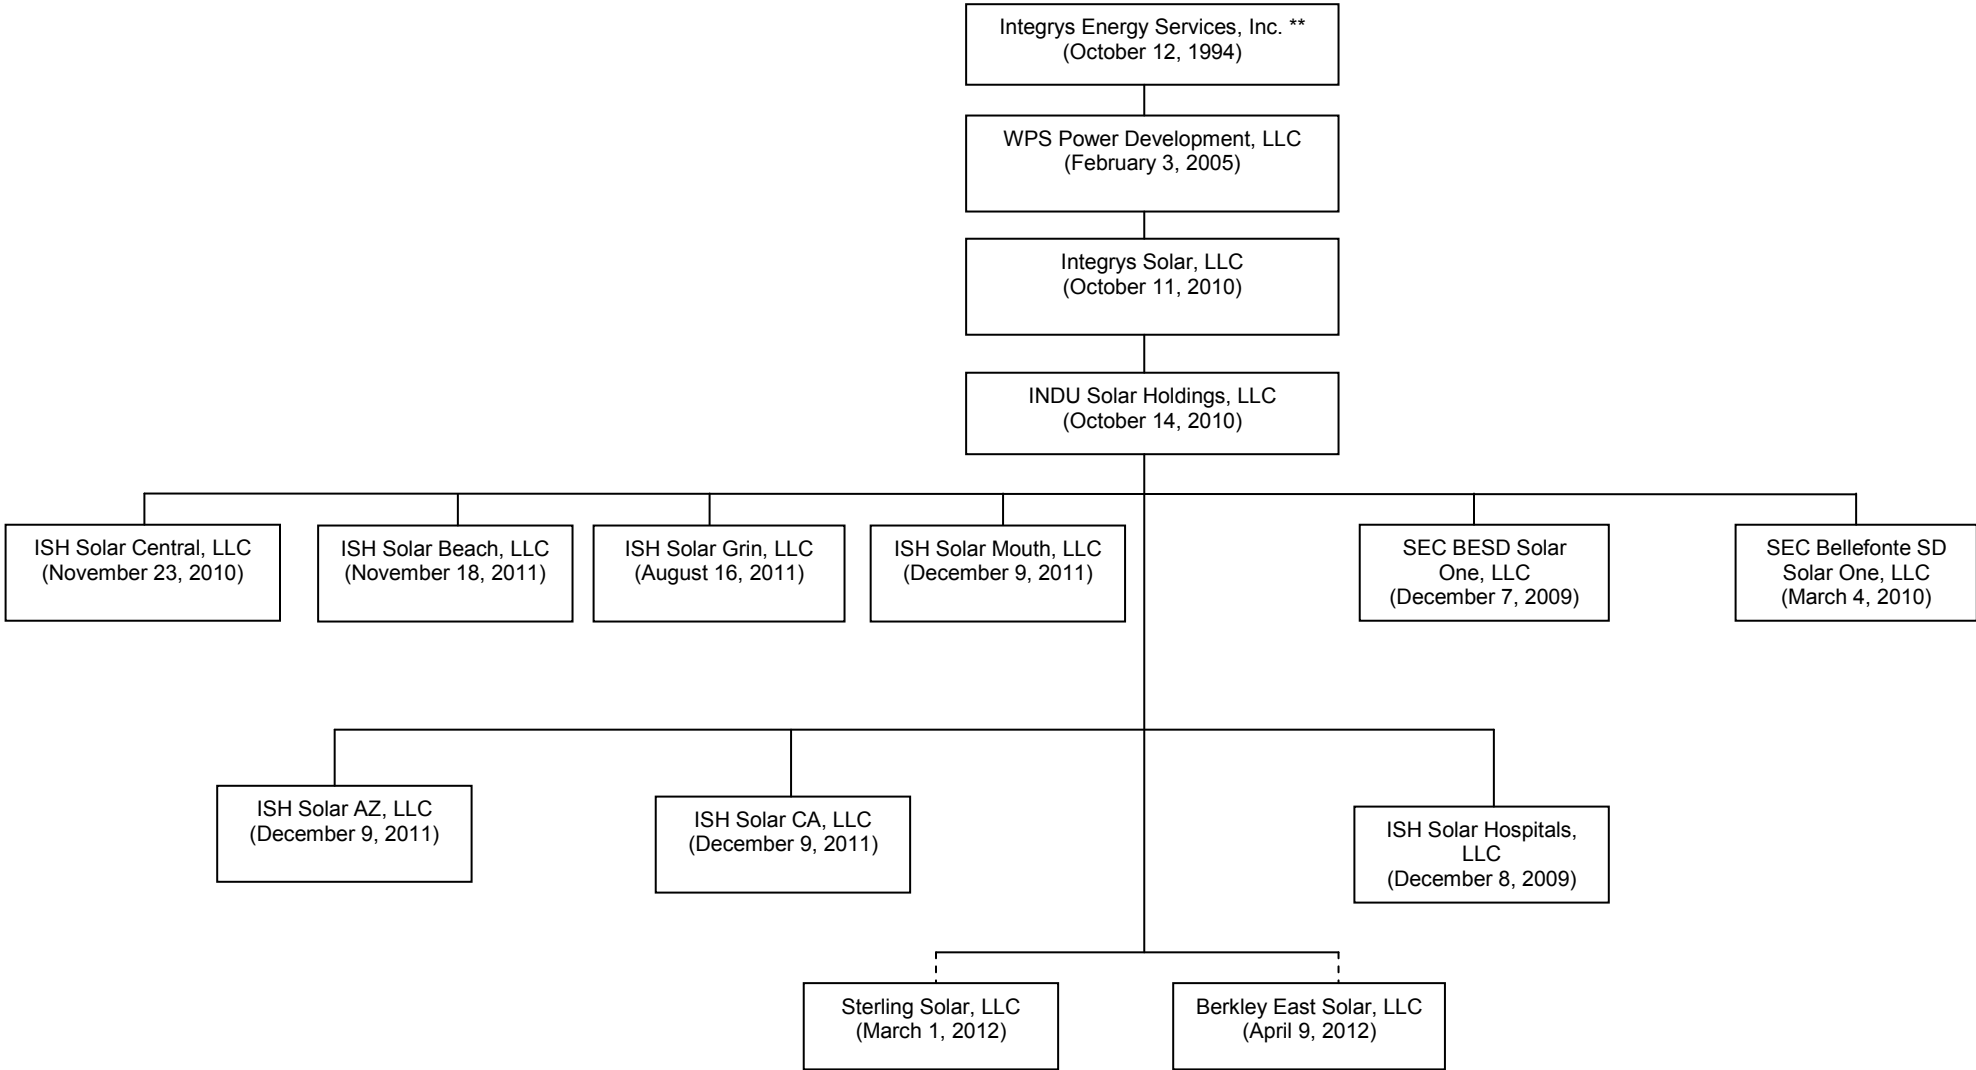 Integrys Energy Services, Inc. **
(October 12, 1994)
WPS Power Development, LLC
(February 3, 2005)
Integrys Solar, LLC
(October 11, 2010)
INDU Solar Holdings, LLC
(October 14, 2010)
ISH Solar Central, LLC
(November 23, 2010)
ISH Solar Beach, LLC
(November 18, 2011)
ISH Solar Grin, LLC
(August 16, 2011)
ISH Solar Mouth, LLC
(December 9, 2011)
SEC BESD Solar
One, LLC
(December 7, 2009)
SEC Bellefonte SD
Solar One, LLC
(March 4, 2010)
ISH Solar AZ, LLC
(December 9, 2011)
ISH Solar CA, LLC
(December 9, 2011)
ISH Solar Hospitals,
LLC
(December 8, 2009)
Sterling Solar, LLC
(March 1, 2012)
Berkley East Solar, LLC
(April 9, 2012)